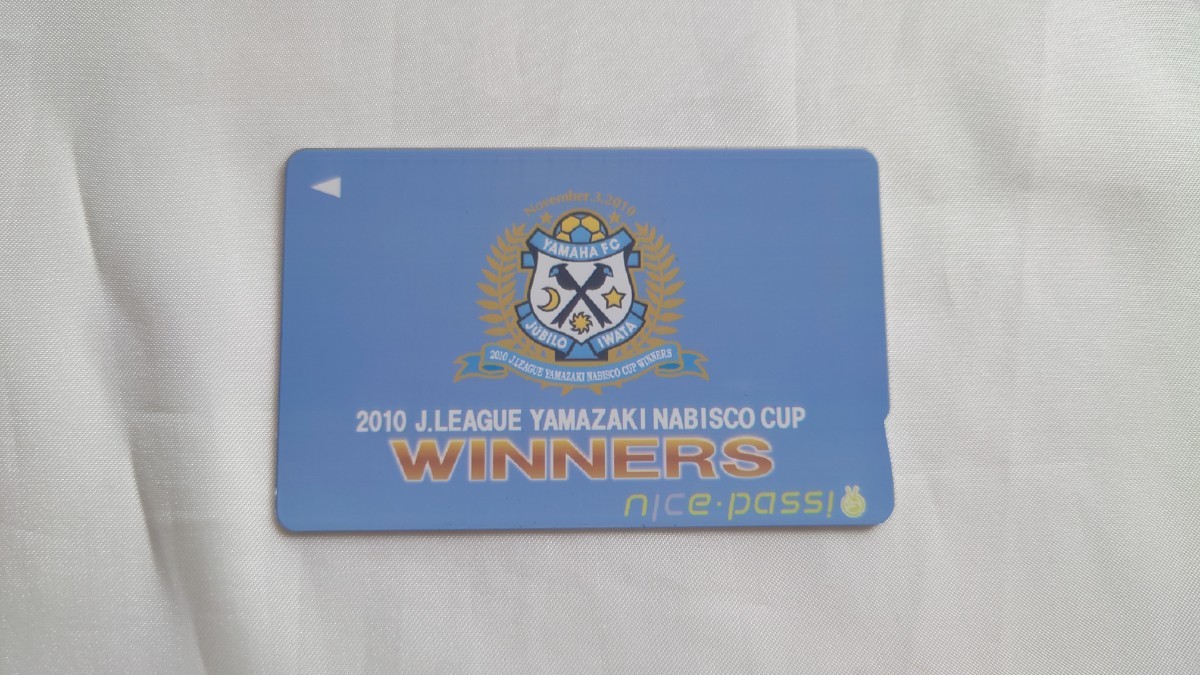 November.3.2010
YAMAHA FC
JÚBILO IWATA
2010 J.LEAGUE YAMAZAKI NABISCO CUP WINNERS
2010 J.LEAGUE YAMAZAKI NABISCO CUP
WINNERS
nice·pass!